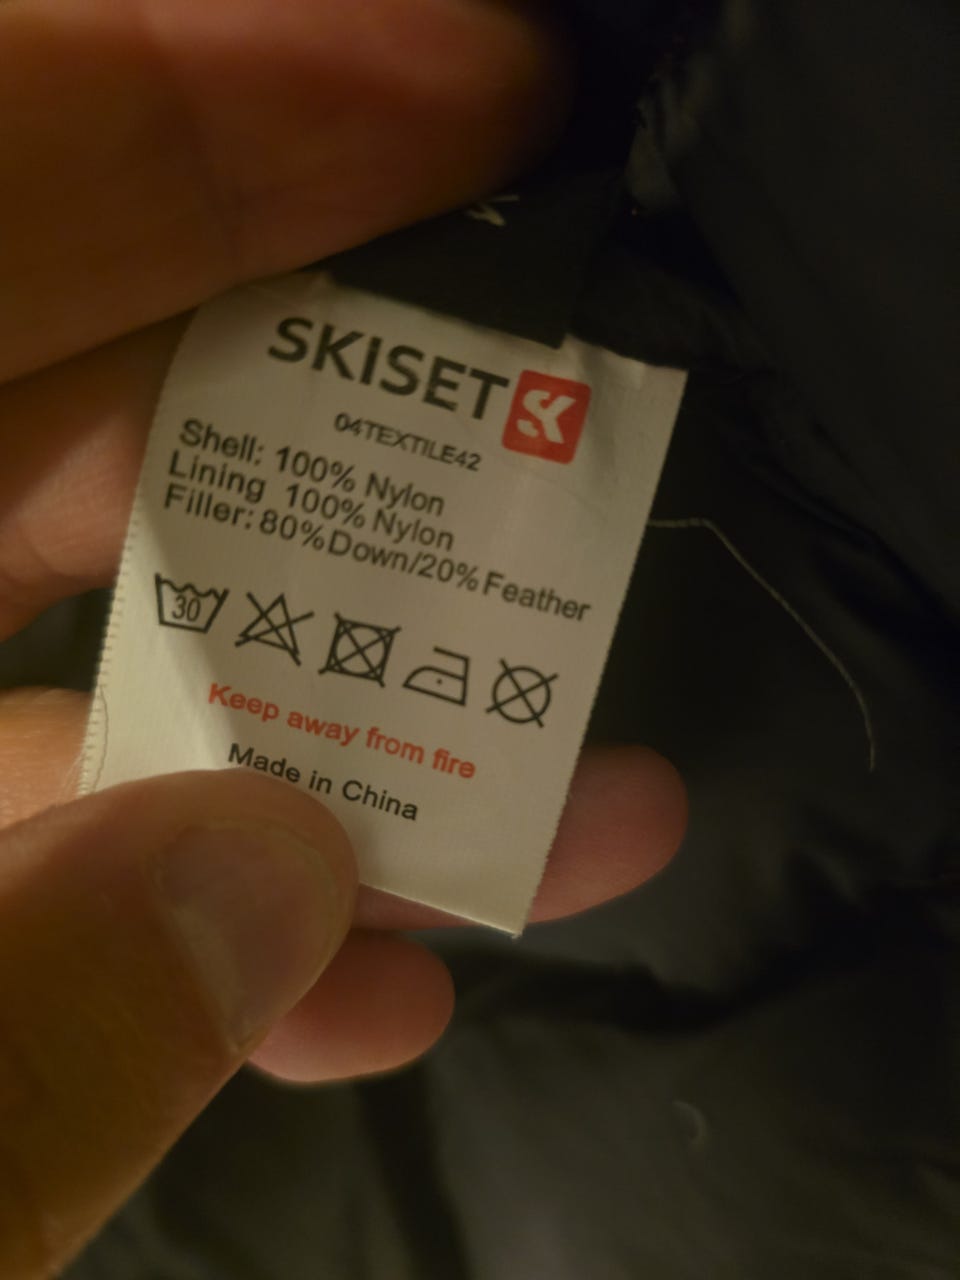 SKISET SK
04TEXTILE42
Shell: 100% Nylon
Lining 100% Nylon
Filler: 80%Down/20%Feather
30
Keep away from fire
Made in China